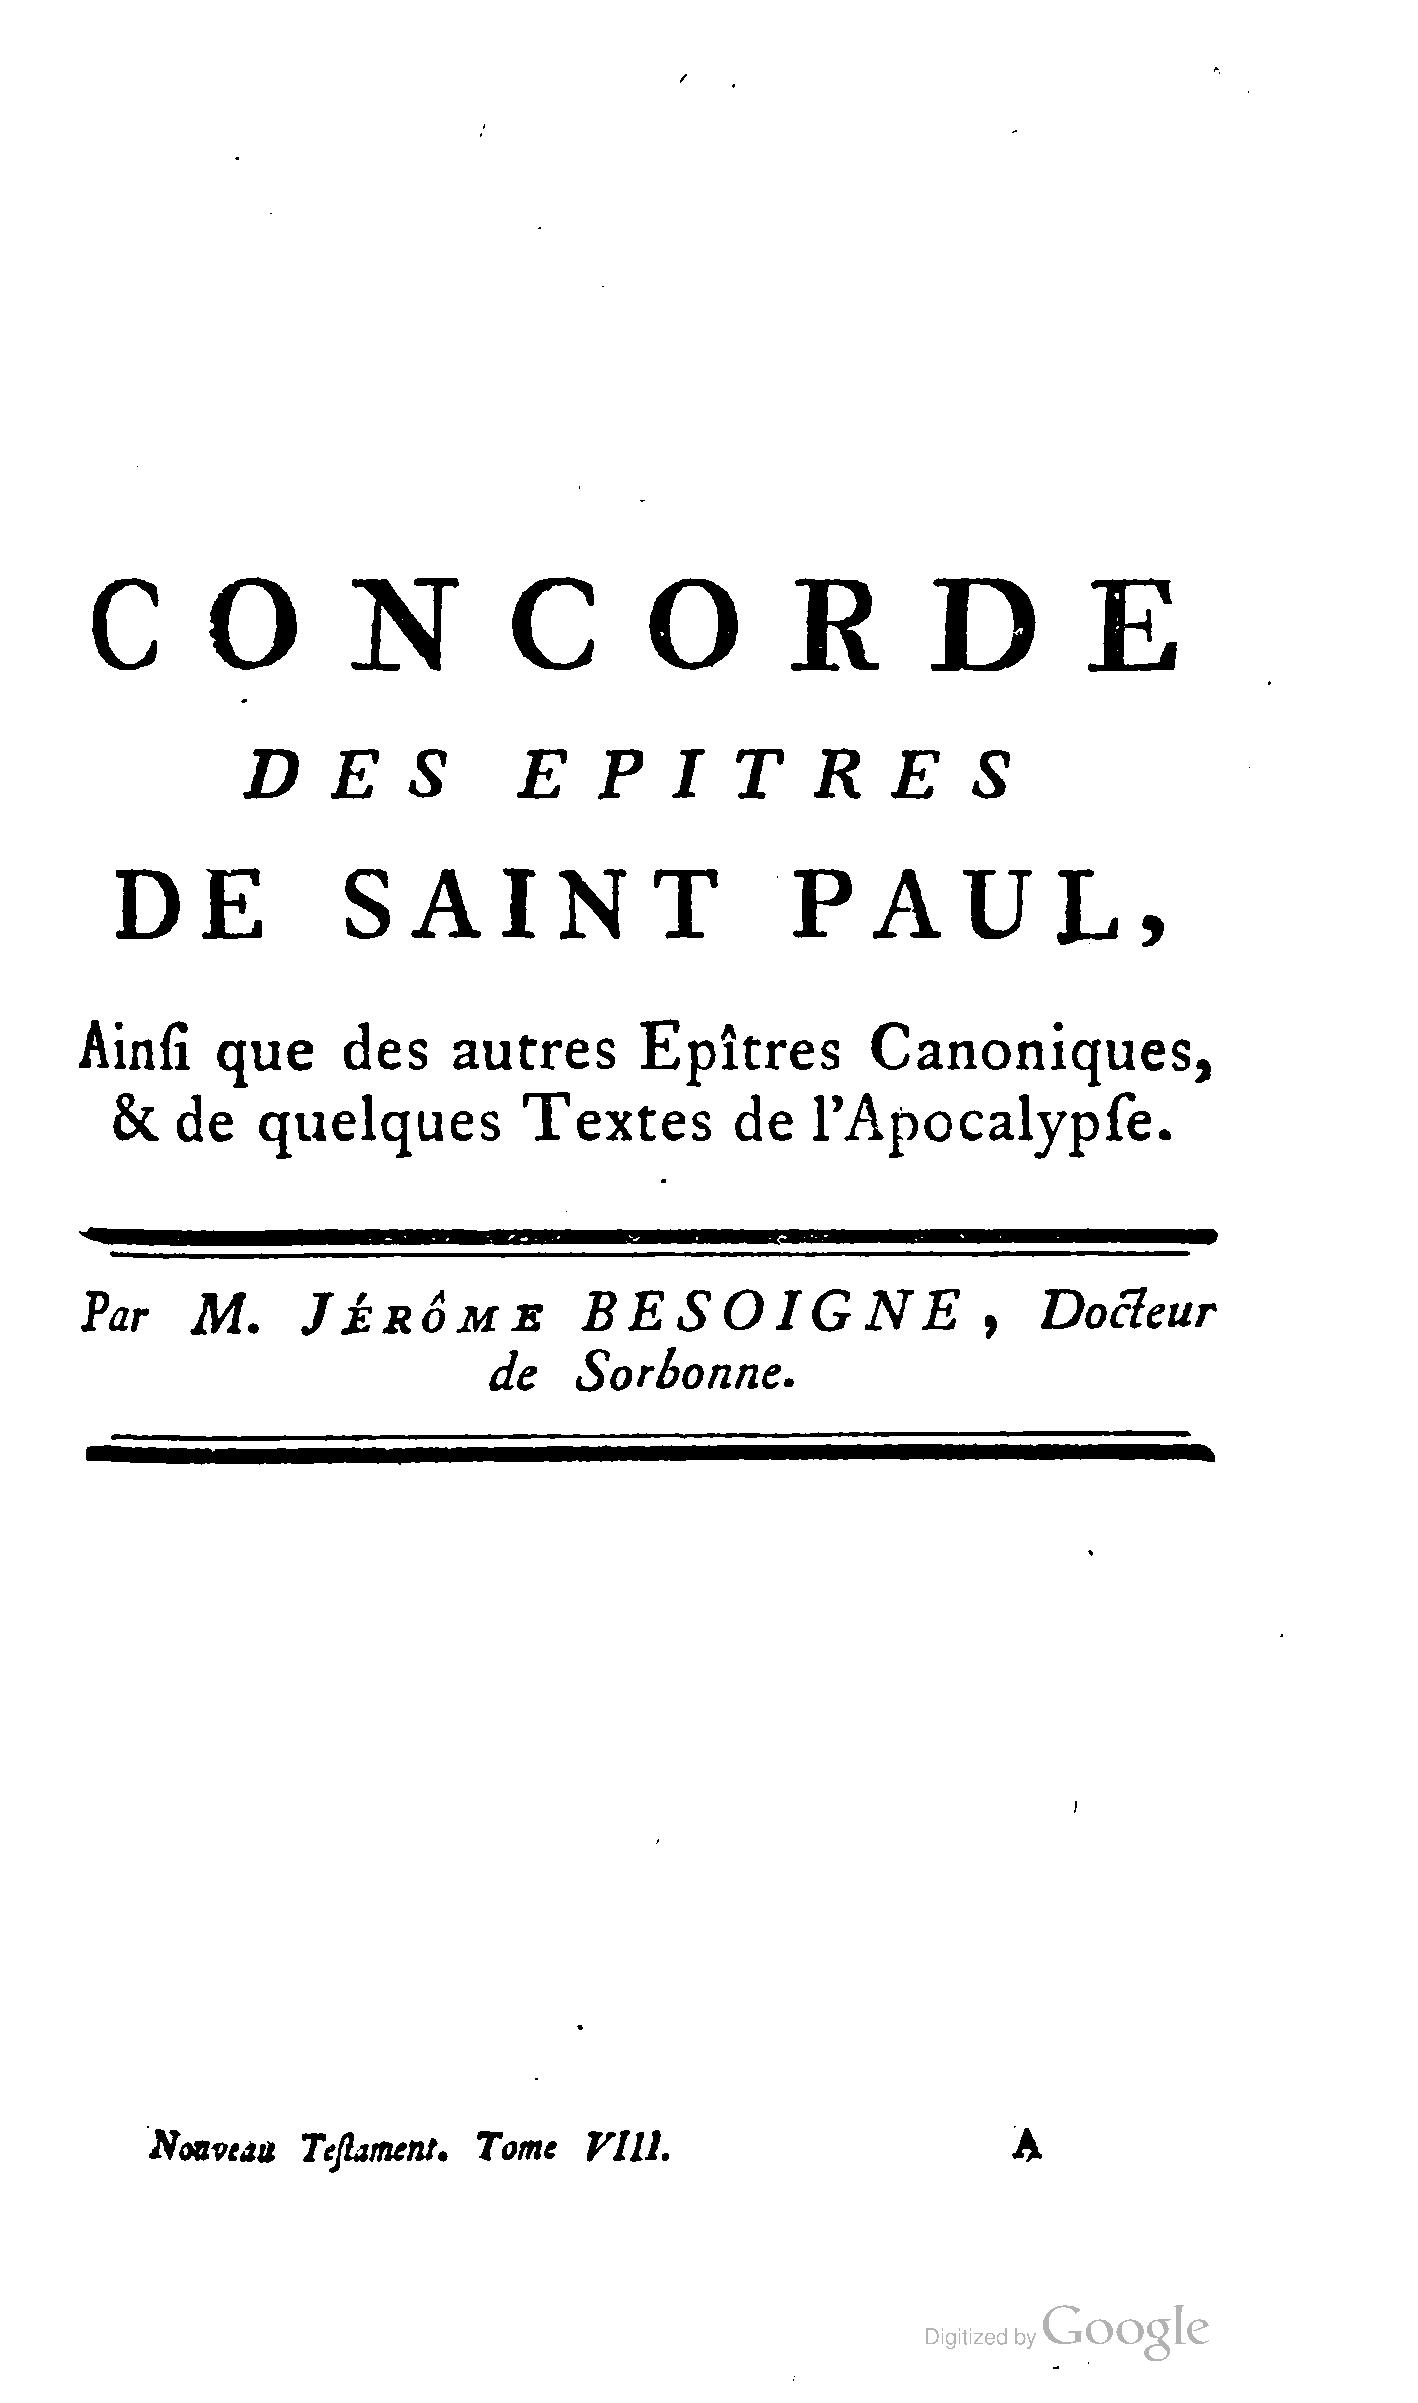 CONCORDE
DES EPITRES
DE SAINT PAUL,
Ainſi que des autres Epîtres Canoniques,
& de quelques Textes de l'Apocalypſe.
Par M. JÉRÔME BESOIGNE, Docteur
de Sorbonne.
Nouveau Teſtament. Tome VIII. A
Digitized by Google